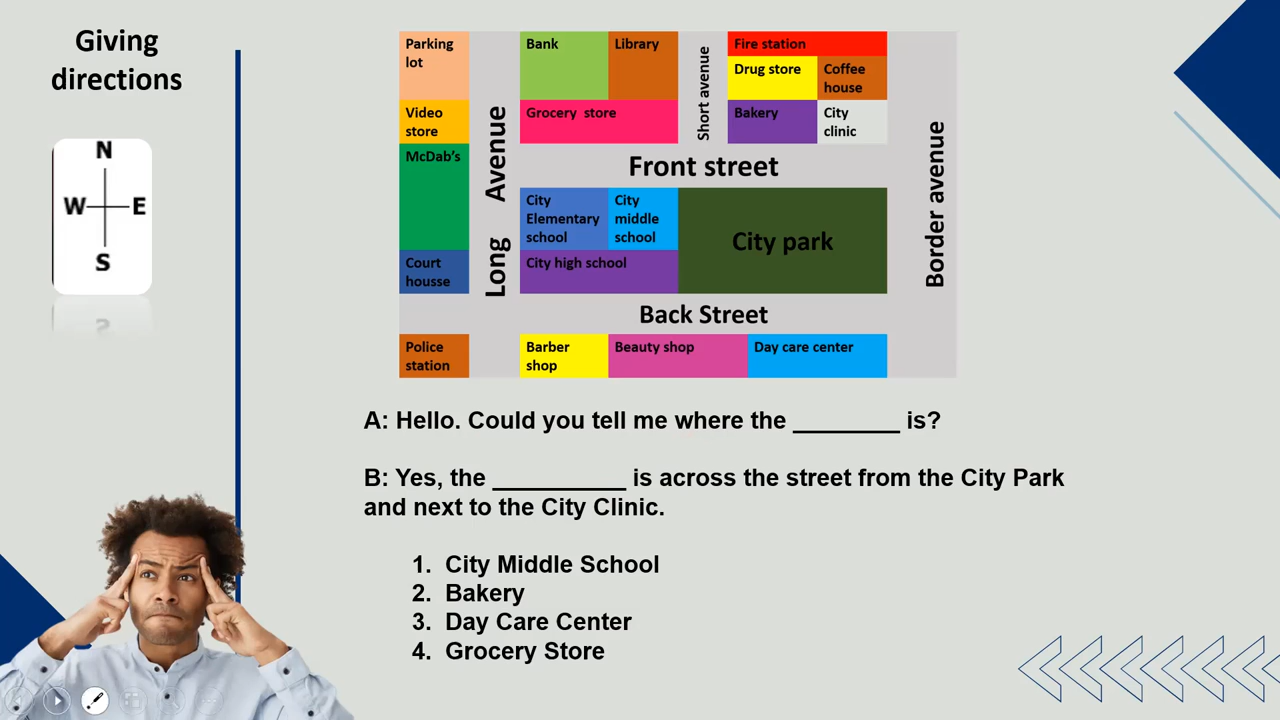 Giving
directions
N
W E
S
Parking
lot
Video
store
McDab's
Court
housse
Police
station
Long Avenue
Bank
Library
Grocery store
Short avenue
Fire station
Drug store
Coffee
house
Bakery
City
clinic
Front street
City
Elementary
school
City
middle
school
City high school
City park
Border avenue
Back Street
Barber
shop
Beauty shop
Day care center
A: Hello. Could you tell me where the ________ is?
B: Yes, the __________ is across the street from the City Park
and next to the City Clinic.
1. City Middle School
2. Bakery
3. Day Care Center
4. Grocery Store